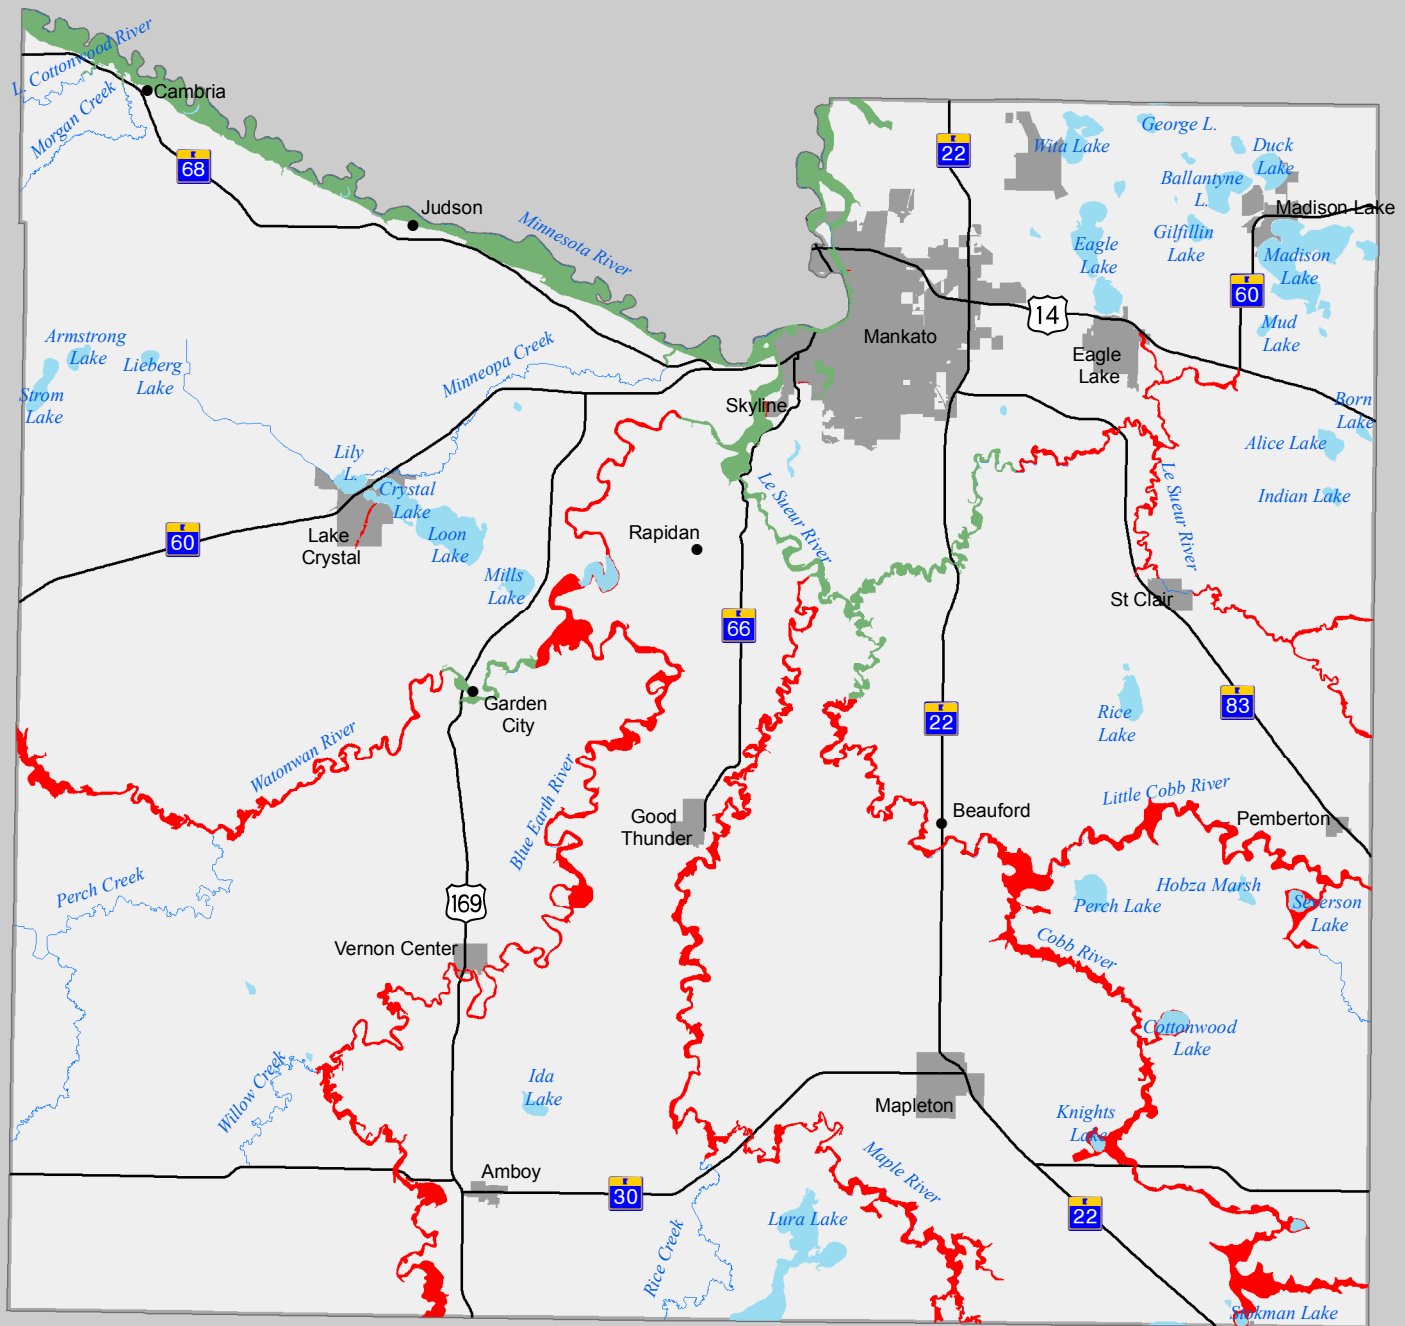 L. Cottonwood River
Cambria
Morgan Creek
68
Judson
Minnesota River
22
Wita Lake
George L.
Duck
Lake
Ballantyne
L.
Madison Lake
Gilfillin
Lake
Eagle
Lake
Madison
Lake
60
14
Mud
Lake
Mankato
Eagle
Lake
Armstrong
Lake
Lieberg
Lake
Strom
Lake
Minneopa Creek
Skyline
Born
Lake
Alice Lake
Indian Lake
Lily
L.
Crystal
Lake
Loon
Lake
Lake
Crystal
60
Mills
Lake
Rapidan
Le Sueur River
Le Sueur River
St Clair
66
Garden
City
Watonwan River
22
Rice
Lake
83
Blue Earth River
Good
Thunder
Beauford
Little Cobb River
Pemberton
Perch Creek
169
Perch Lake
Hobza Marsh
Severson
Lake
Vernon Center
Cobb River
Cottonwood
Lake
Willow Creek
Ida
Lake
Mapleton
Knights
Lake
Amboy
30
Maple River
Lura Lake
22
Rice Creek